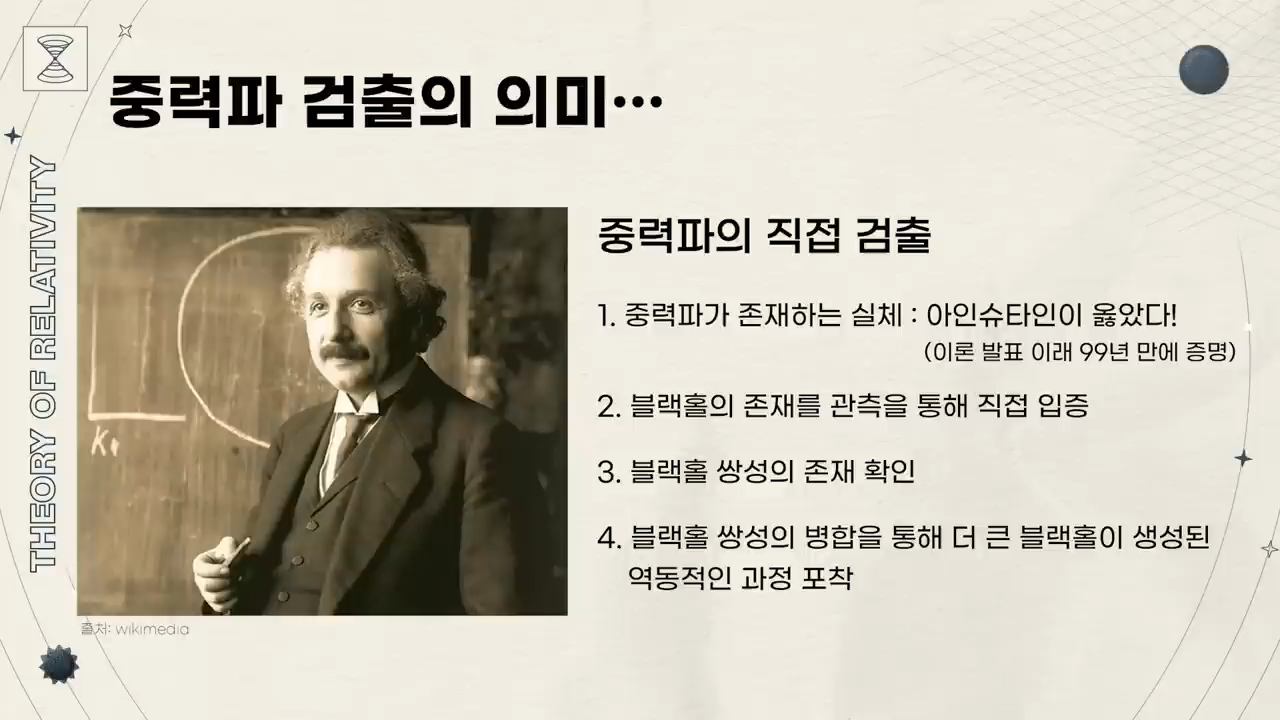 중력파 검출의 의미…
THEORY OF RELATIVITY
중력파의 직접 검출
1. 중력파가 존재하는 실체 : 아인슈타인이 옳았다!
(이론 발표 이래 99년 만에 증명)
2. 블랙홀의 존재를 관측을 통해 직접 입증
3. 블랙홀 쌍성의 존재 확인
4. 블랙홀 쌍성의 병합을 통해 더 큰 블랙홀이 생성된
역동적인 과정 포착
출처: wikimedia